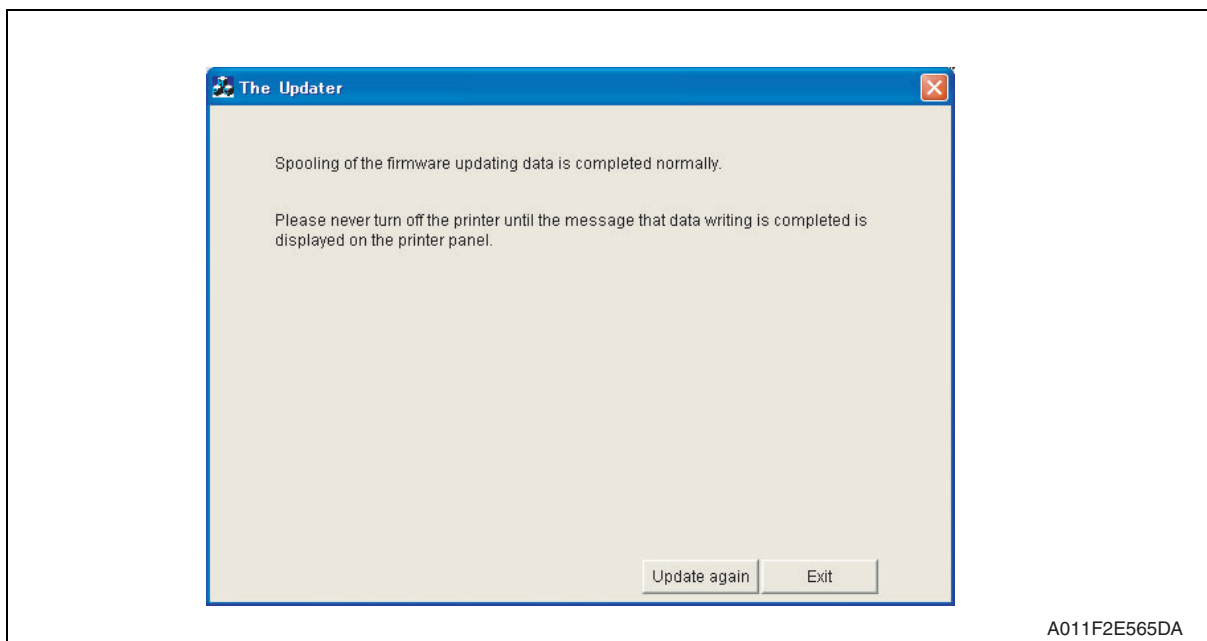 The Updater
Spooling of the firmware updating data is completed normally.
Please never turn off the printer until the message that data writing is completed is
displayed on the printer panel.
Update again
Exit
A011F2E565DA